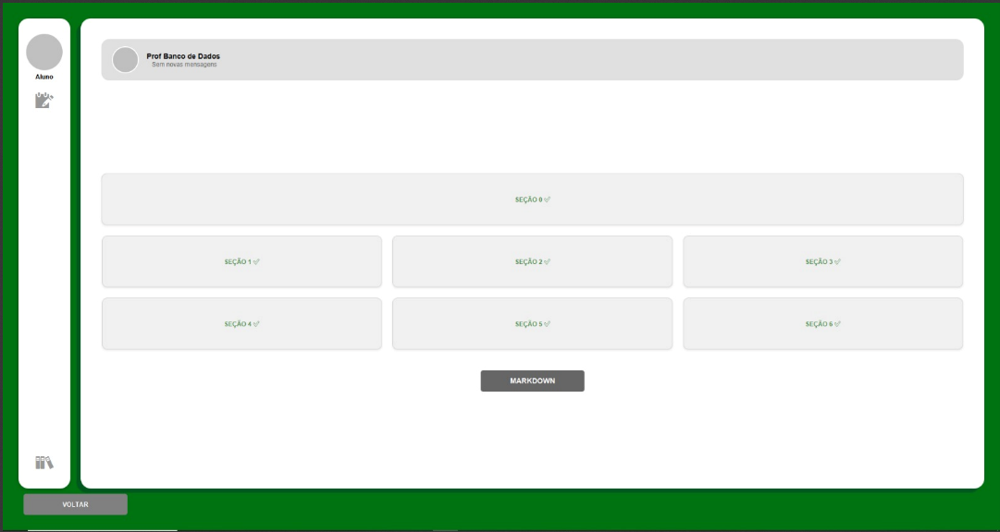 Aluno
Prof Banco de Dados
Sem novas mensagens
SEÇÃO 0 ✅
SEÇÃO 1 ✅
SEÇÃO 2 ✅
SEÇÃO 3 ✅
SEÇÃO 4 ✅
SEÇÃO 5 ✅
SEÇÃO 6 ✅
MARKDOWN
VOLTAR